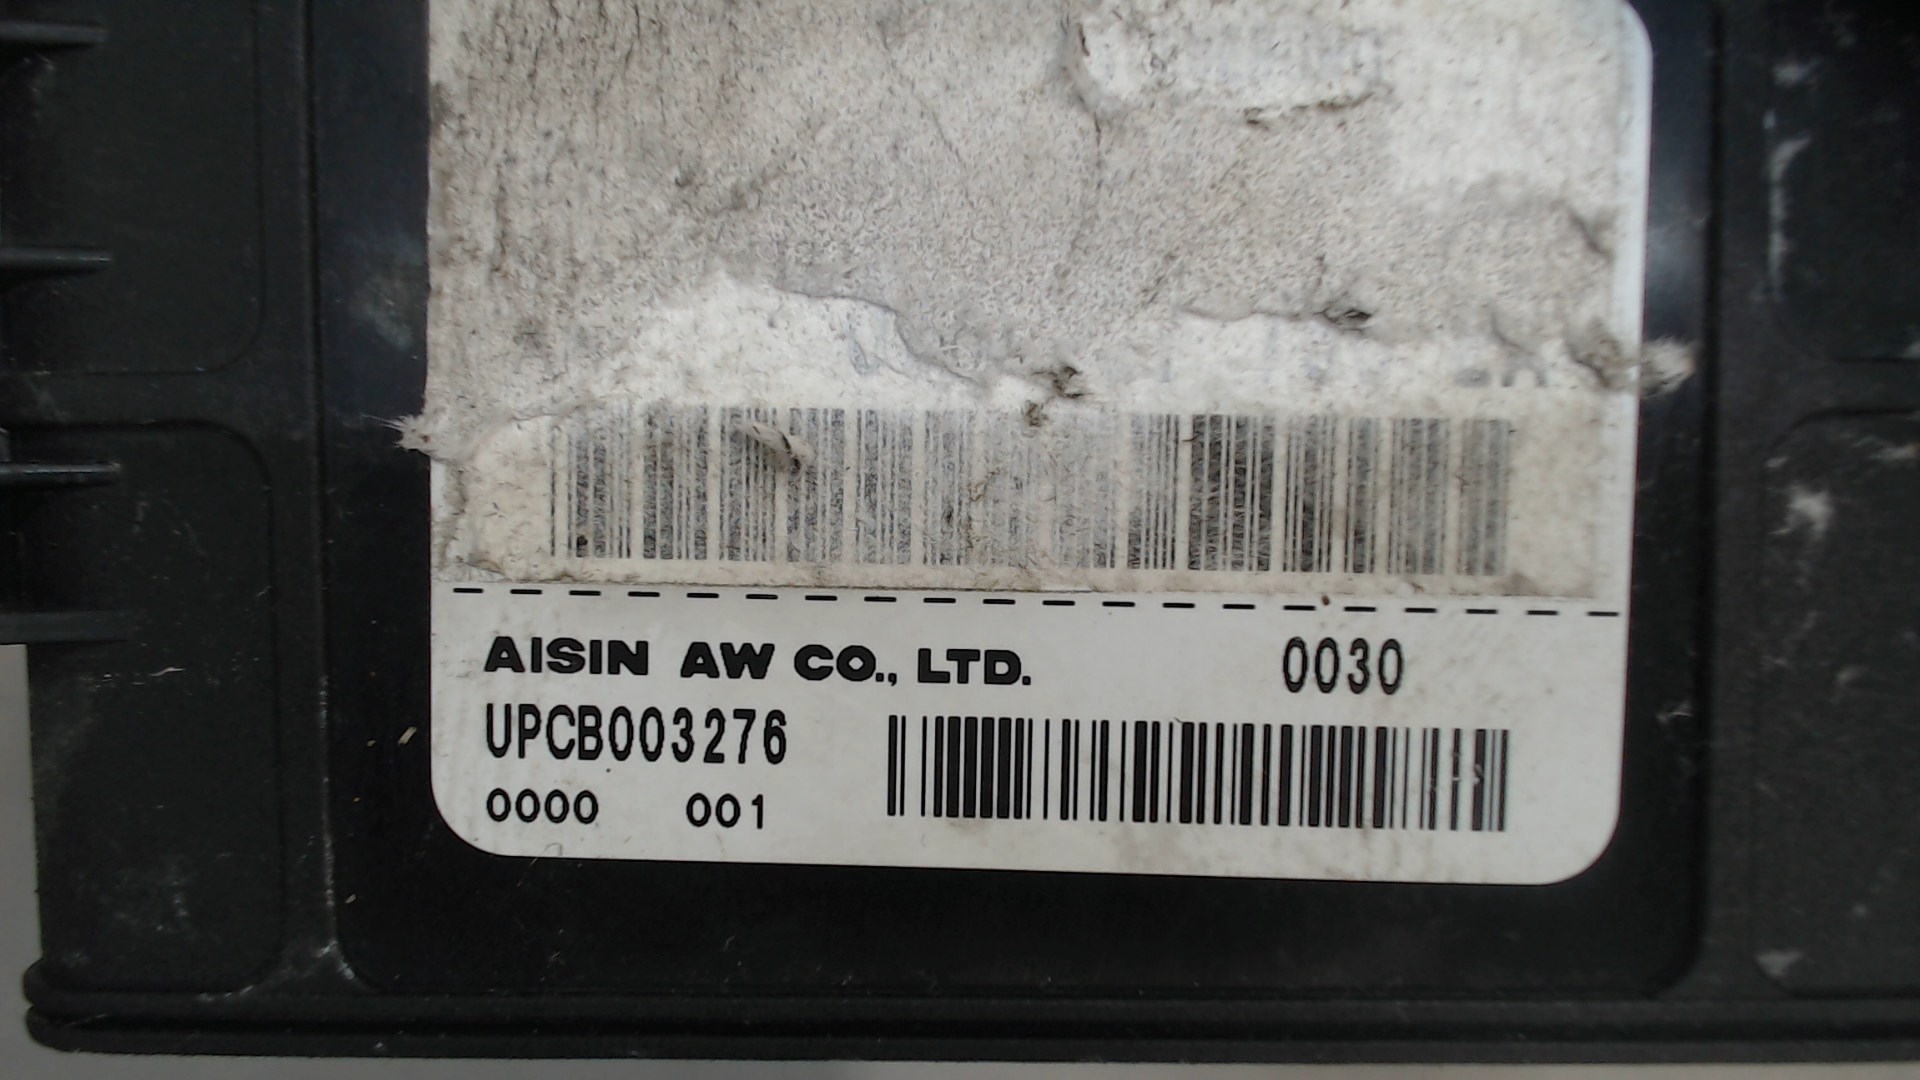 AISIN AW CO., LTD. 0030
UPCB003276
0000 001